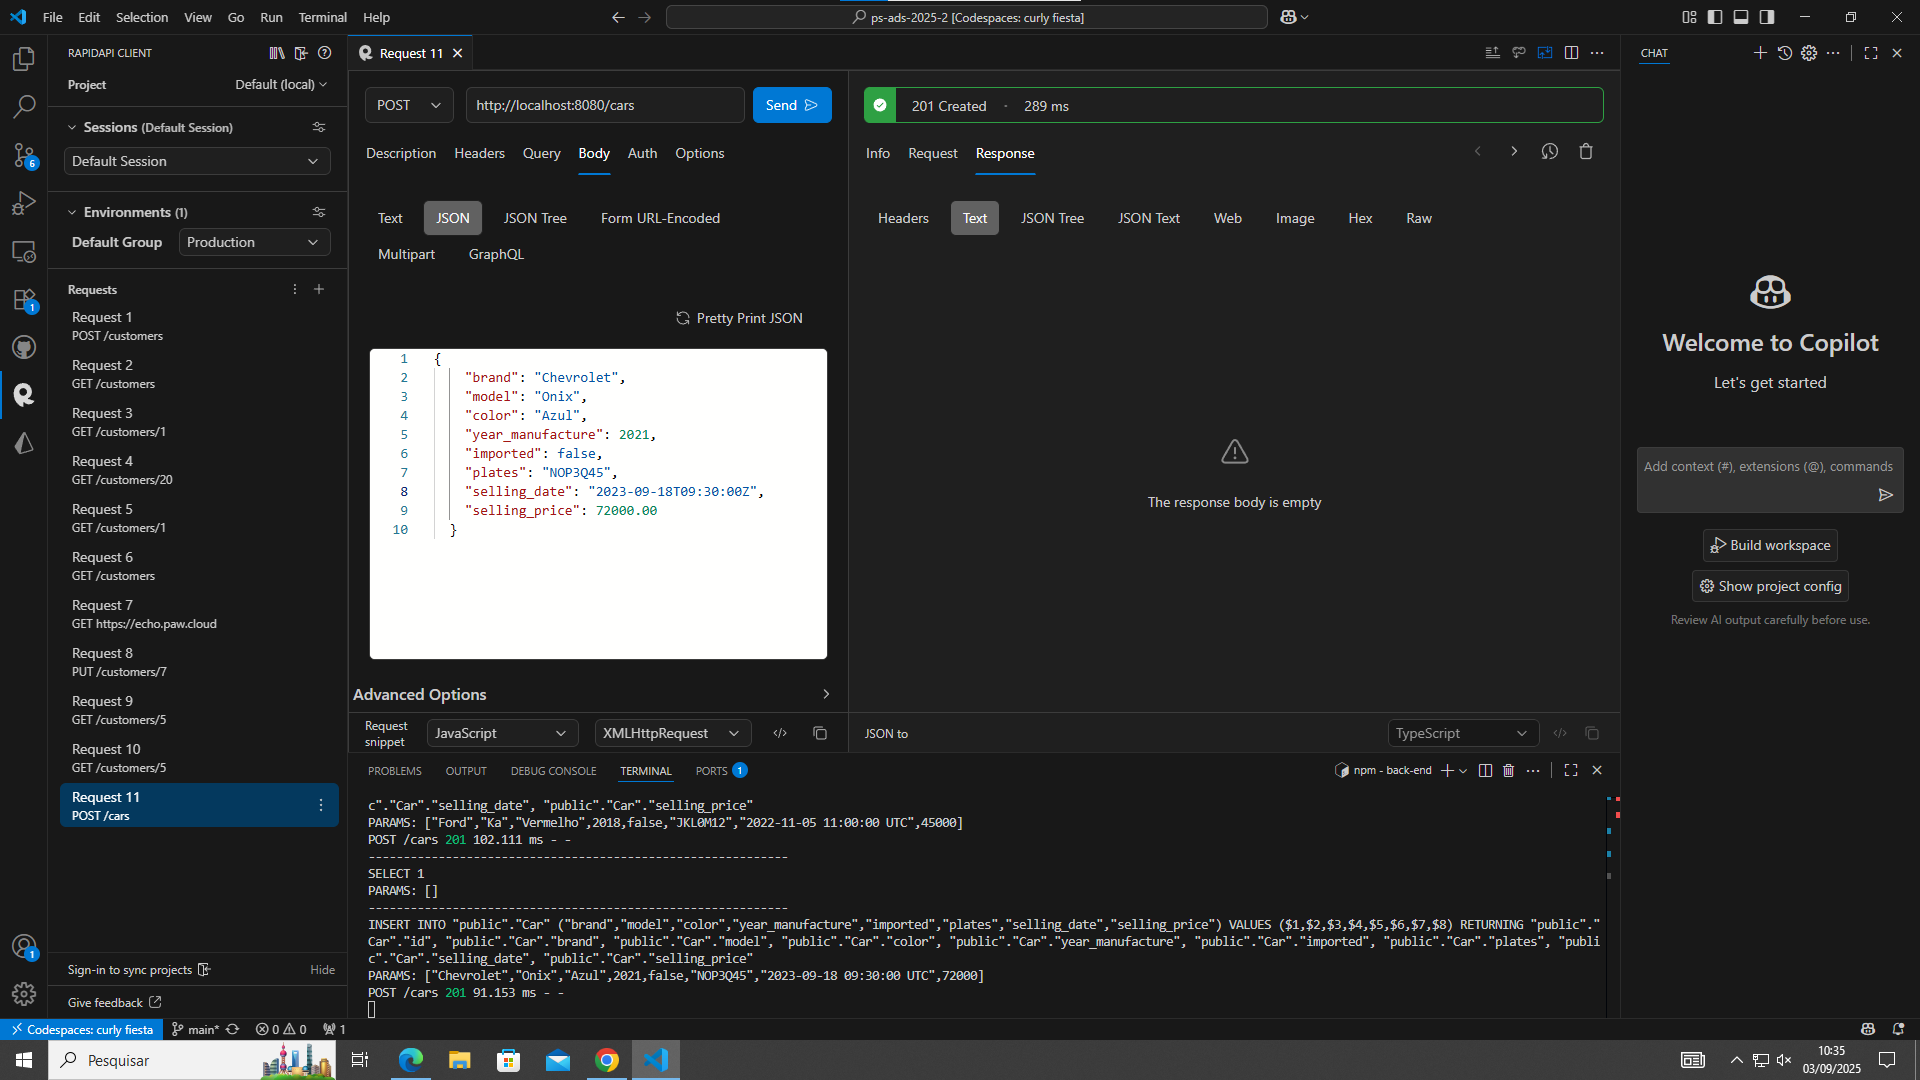 File Edit Selection View Go Run Terminal Help
ps-ads-2025-2 [Codespaces: curly fiesta]
RAPIDAPI CLIENT
Project
Default (local)
Sessions (Default Session)
Default Session
Environments (1)
Default Group
Production
Requests
Request 1
POST /customers
Request 2
GET /customers
Request 3
GET /customers/1
Request 4
GET /customers/20
Request 5
GET /customers/1
Request 6
GET /customers
Request 7
GET https://echo.paw.cloud
Request 8
PUT /customers/7
Request 9
GET /customers/5
Request 10
GET /customers/5
Request 11
POST /cars
Sign-in to sync projects
Hide
Give feedback
6
1
1
Request 11
POST
http://localhost:8080/cars
Send
Description Headers Query Body Auth Options
Text JSON JSON Tree Form URL-Encoded
Multipart GraphQL
Pretty Print JSON
1 {
2 "brand": "Chevrolet",
3 "model": "Onix",
4 "color": "Azul",
5 "year_manufacture": 2021,
6 "imported": false,
7 "plates": "NOP3Q45",
8 "selling_date": "2023-09-18T09:30:00Z",
9 "selling_price": 72000.00
10 }
Advanced Options
Request snippet
JavaScript
XMLHttpRequest
201 Created · 289 ms
Info Request Response
Headers Text JSON Tree JSON Text Web Image Hex Raw
The response body is empty
JSON to
TypeScript
PROBLEMS OUTPUT DEBUG CONSOLE TERMINAL PORTS 1
npm - back-end
c"."Car"."selling_date", "public"."Car"."selling_price"
PARAMS: ["Ford","Ka","Vermelho",2018,false,"JKL0M12","2022-11-05 11:00:00 UTC",45000]
POST /cars 201 102.111 ms - -
------------------------------------------------------------
SELECT 1
PARAMS: []
------------------------------------------------------------
INSERT INTO "public"."Car" ("brand","model","color","year_manufacture","imported","plates","selling_date","selling_price") VALUES ($1,$2,$3,$4,$5,$6,$7,$8) RETURNING "public"."
Car"."id", "public"."Car"."brand", "public"."Car"."model", "public"."Car"."color", "public"."Car"."year_manufacture", "public"."Car"."imported", "public"."Car"."plates", "publi
c"."Car"."selling_date", "public"."Car"."selling_price"
PARAMS: ["Chevrolet","Onix","Azul",2021,false,"NOP3Q45","2023-09-18 09:30:00 UTC",72000]
POST /cars 201 91.153 ms - -
CHAT
Welcome to Copilot
Let's get started
Add context (#), extensions (@), commands
Build workspace
Show project config
Review AI output carefully before use.
Codespaces: curly fiesta
main*
0 0
1
Pesquisar
10:35
03/09/2025